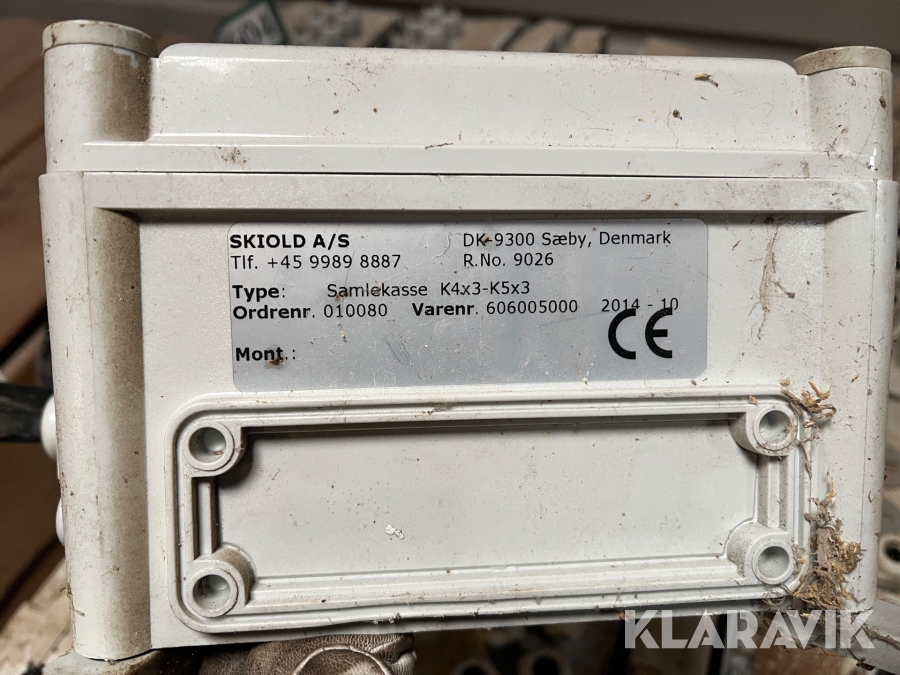 SKIOLD A/S DK-9300 Sæby, Denmark
Tlf. +45 9989 8887 R.No. 9026
Type: Samlekasse K4x3-K5x3
Ordrenr. 010080 Varenr. 606005000 2014 - 10
Mont.: CE
KLARAVIK